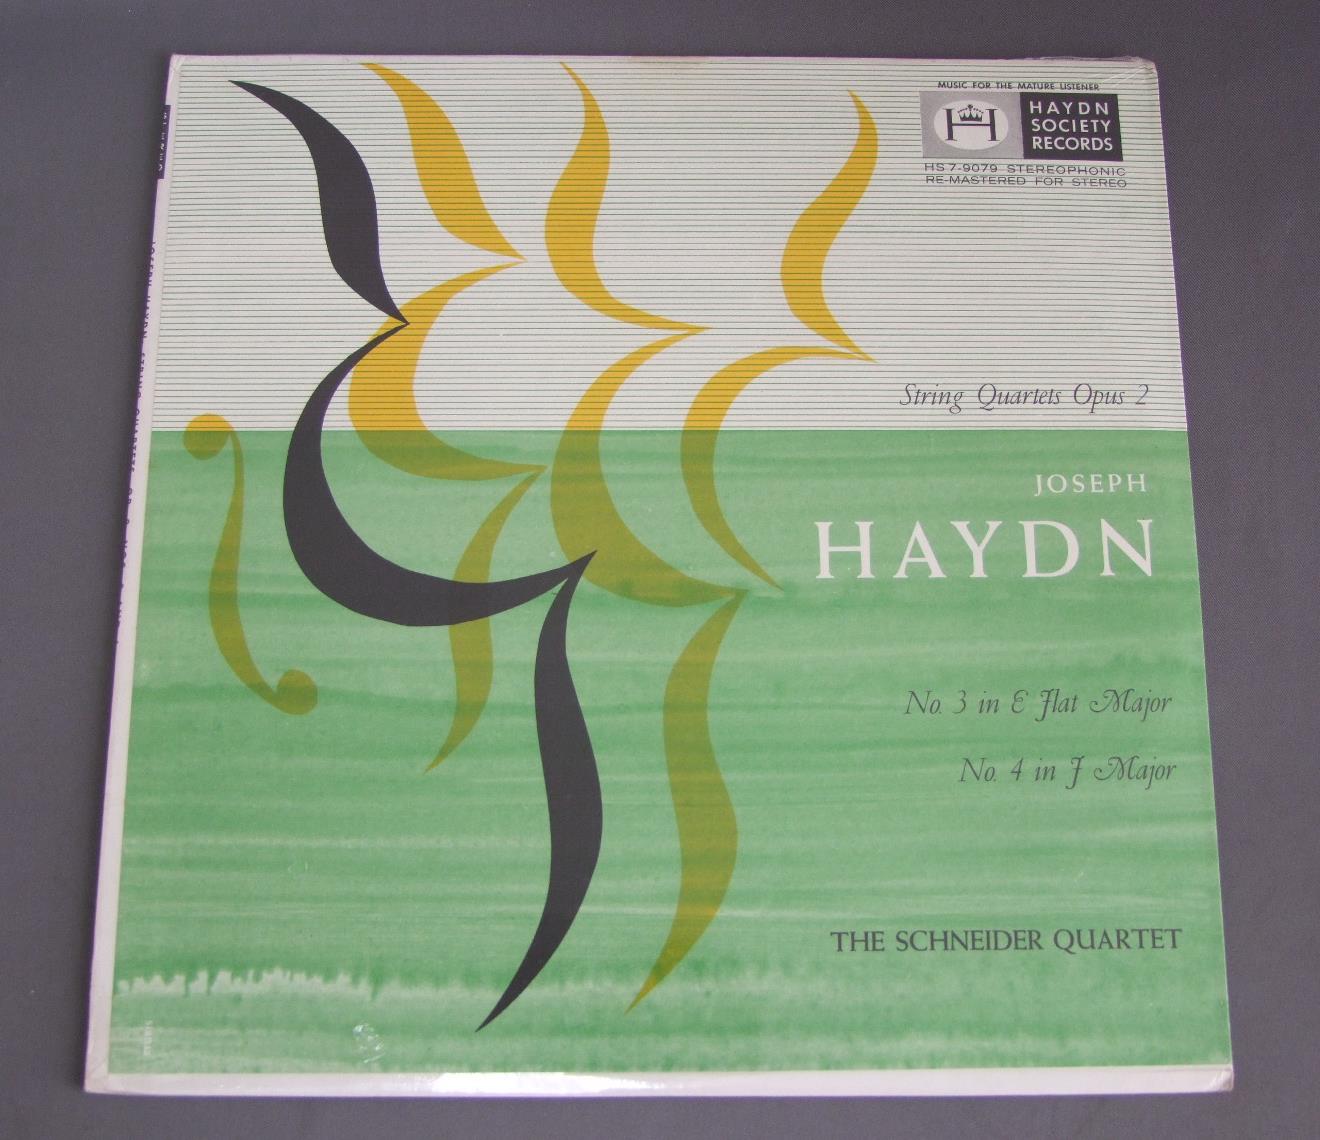 MUSIC FOR THE MATURE LISTENER
H
HAYDN
SOCIETY
RECORDS
HS 7-9079 STEREOPHONIC
RE-MASTERED FOR STEREO
String Quartets Opus 2
JOSEPH
HAYDN
No. 3 in E Flat Major
No. 4 in F Major
THE SCHNEIDER QUARTET